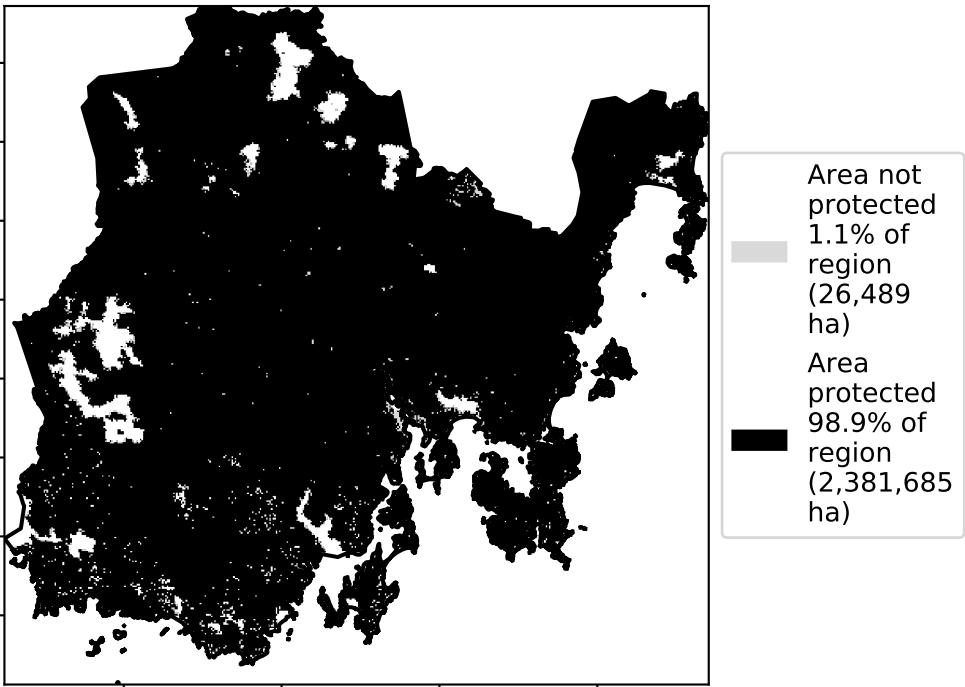 Area not
protected
1.1% of
region
(26,489
ha)
Area
protected
98.9% of
region
(2,381,685
ha)